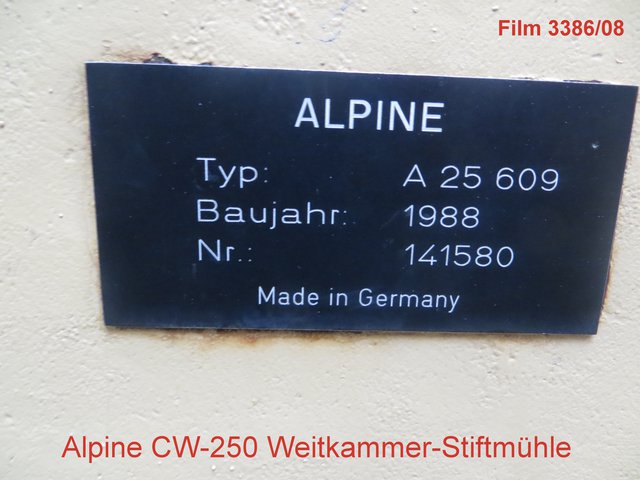 Film 3386/08
ALPINE
Typ: A 25 609
Baujahr: 1988
Nr.: 141580
Made in Germany
Alpine CW-250 Weitkammer-Stiftmühle